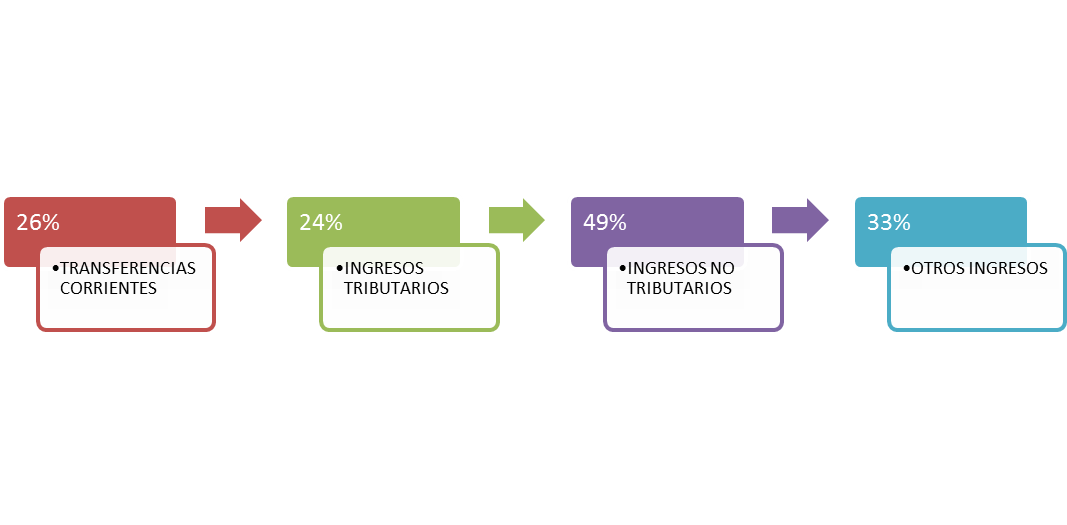 26%
•TRANSFERENCIAS
CORRIENTES
24%
•INGRESOS
TRIBUTARIOS
49%
•INGRESOS NO
TRIBUTARIOS
33%
•OTROS INGRESOS